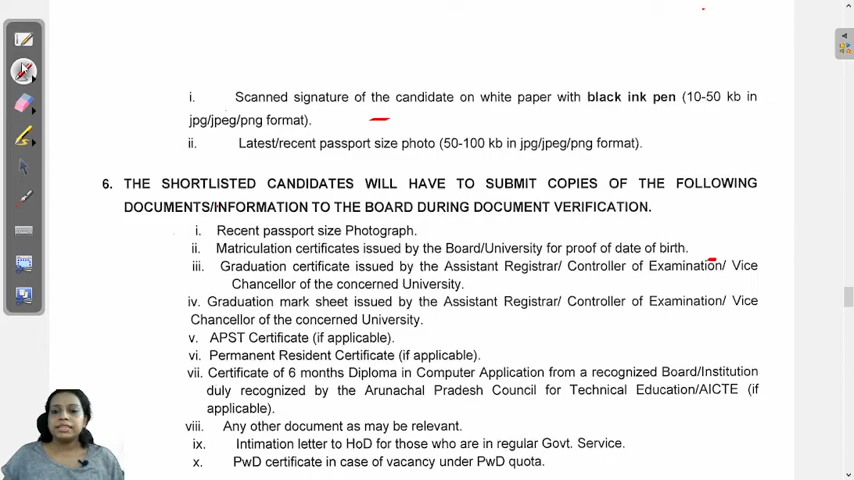 i. Scanned signature of the candidate on white paper with black ink pen (10-50 kb in
jpg/jpeg/png format).
ii. Latest/recent passport size photo (50-100 kb in jpg/jpeg/png format).
6. THE SHORTLISTED CANDIDATES WILL HAVE TO SUBMIT COPIES OF THE FOLLOWING
DOCUMENTS/INFORMATION TO THE BOARD DURING DOCUMENT VERIFICATION.
i. Recent passport size Photograph.
ii. Matriculation certificates issued by the Board/University for proof of date of birth.
iii. Graduation certificate issued by the Assistant Registrar/ Controller of Examination/ Vice
Chancellor of the concerned University.
iv. Graduation mark sheet issued by the Assistant Registrar/ Controller of Examination/ Vice
Chancellor of the concerned University.
v. APST Certificate (if applicable).
vi. Permanent Resident Certificate (if applicable).
vii. Certificate of 6 months Diploma in Computer Application from a recognized Board/Institution
duly recognized by the Arunachal Pradesh Council for Technical Education/AICTE (if
applicable).
viii. Any other document as may be relevant.
ix. Intimation letter to HoD for those who are in regular Govt. Service.
x. PwD certificate in case of vacancy under PwD quota.